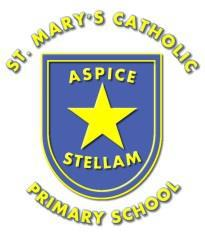 ST. MARY'S CATHOLIC
ASPICE
STELLAM
PRIMARY SCHOOL